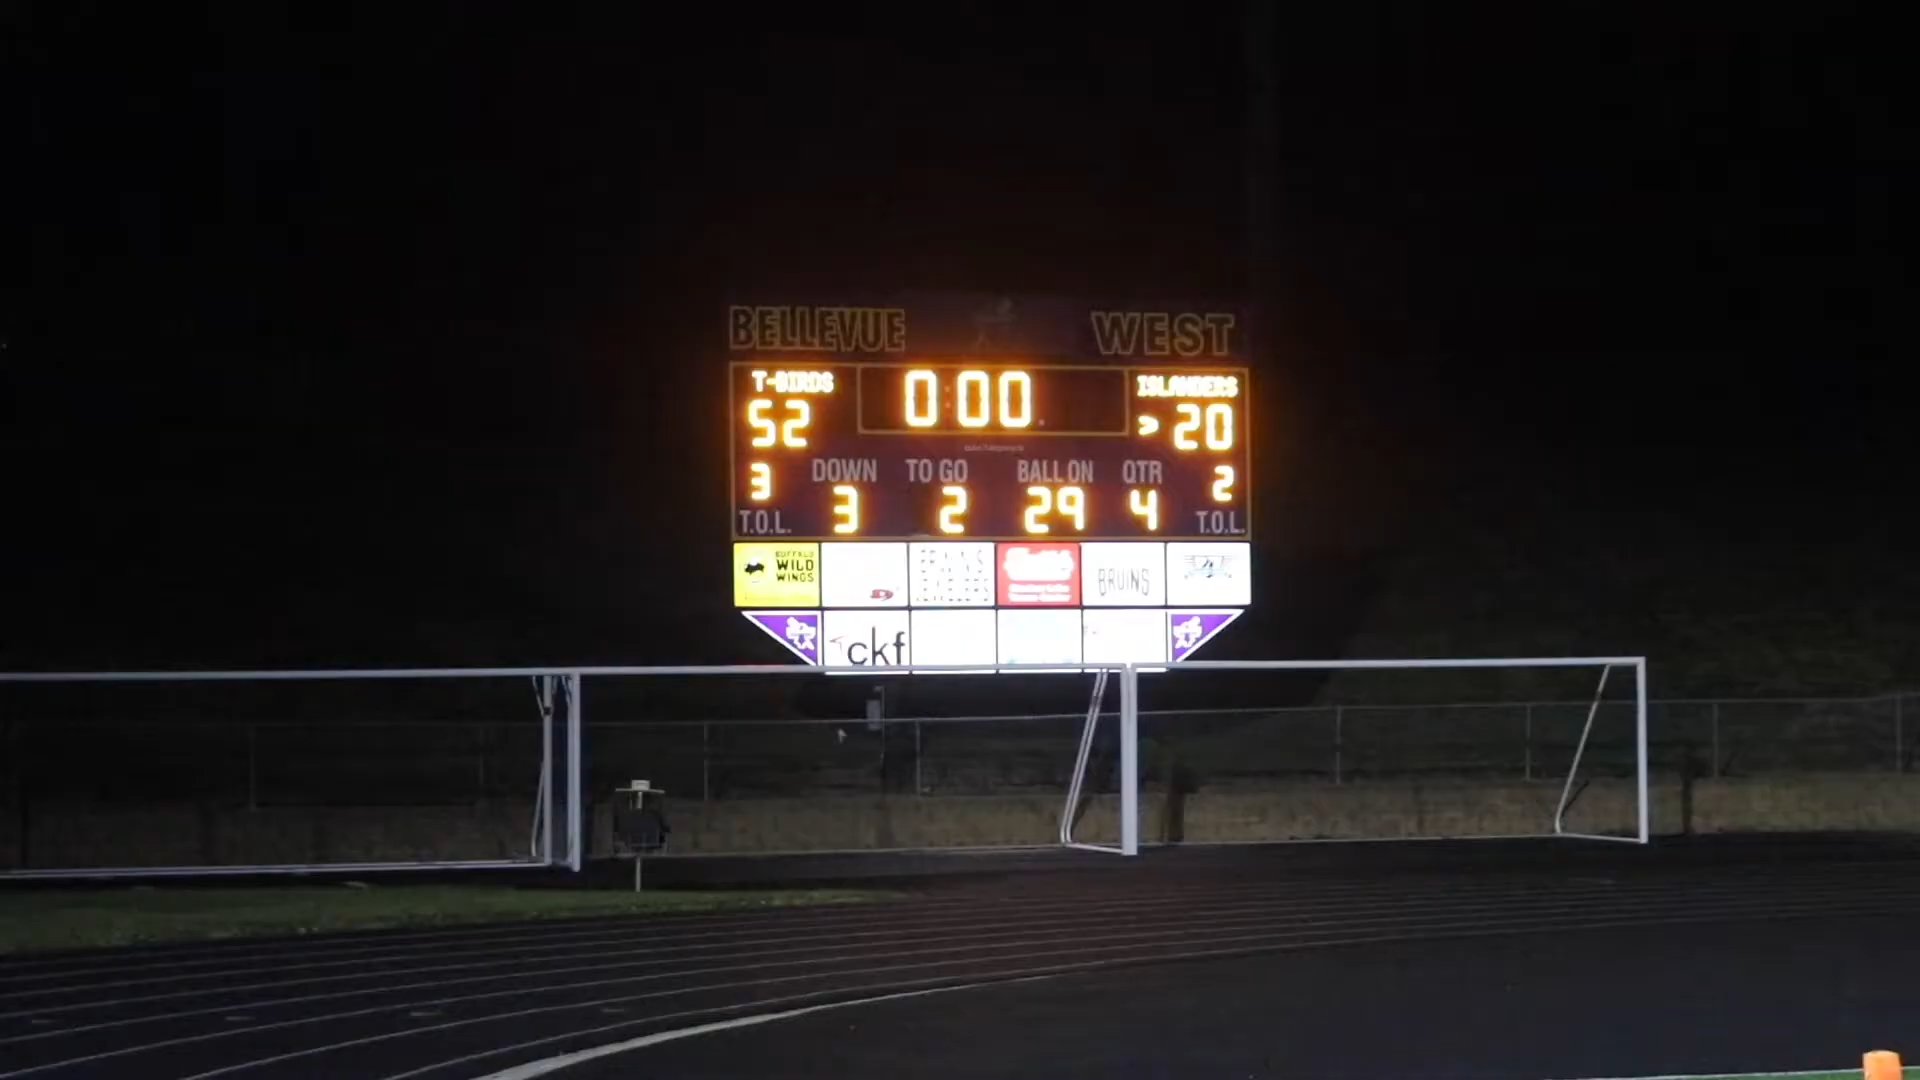 BELLEVUE WEST
T-BIRDS 0:00 ISLANDERS
52 > 20
DOWN TO GO BALL ON QTR
3 3 2 29 4 2
T.O.L. T.O.L.
BUFFALO
WILD
WINGS
BRUINS
ckf